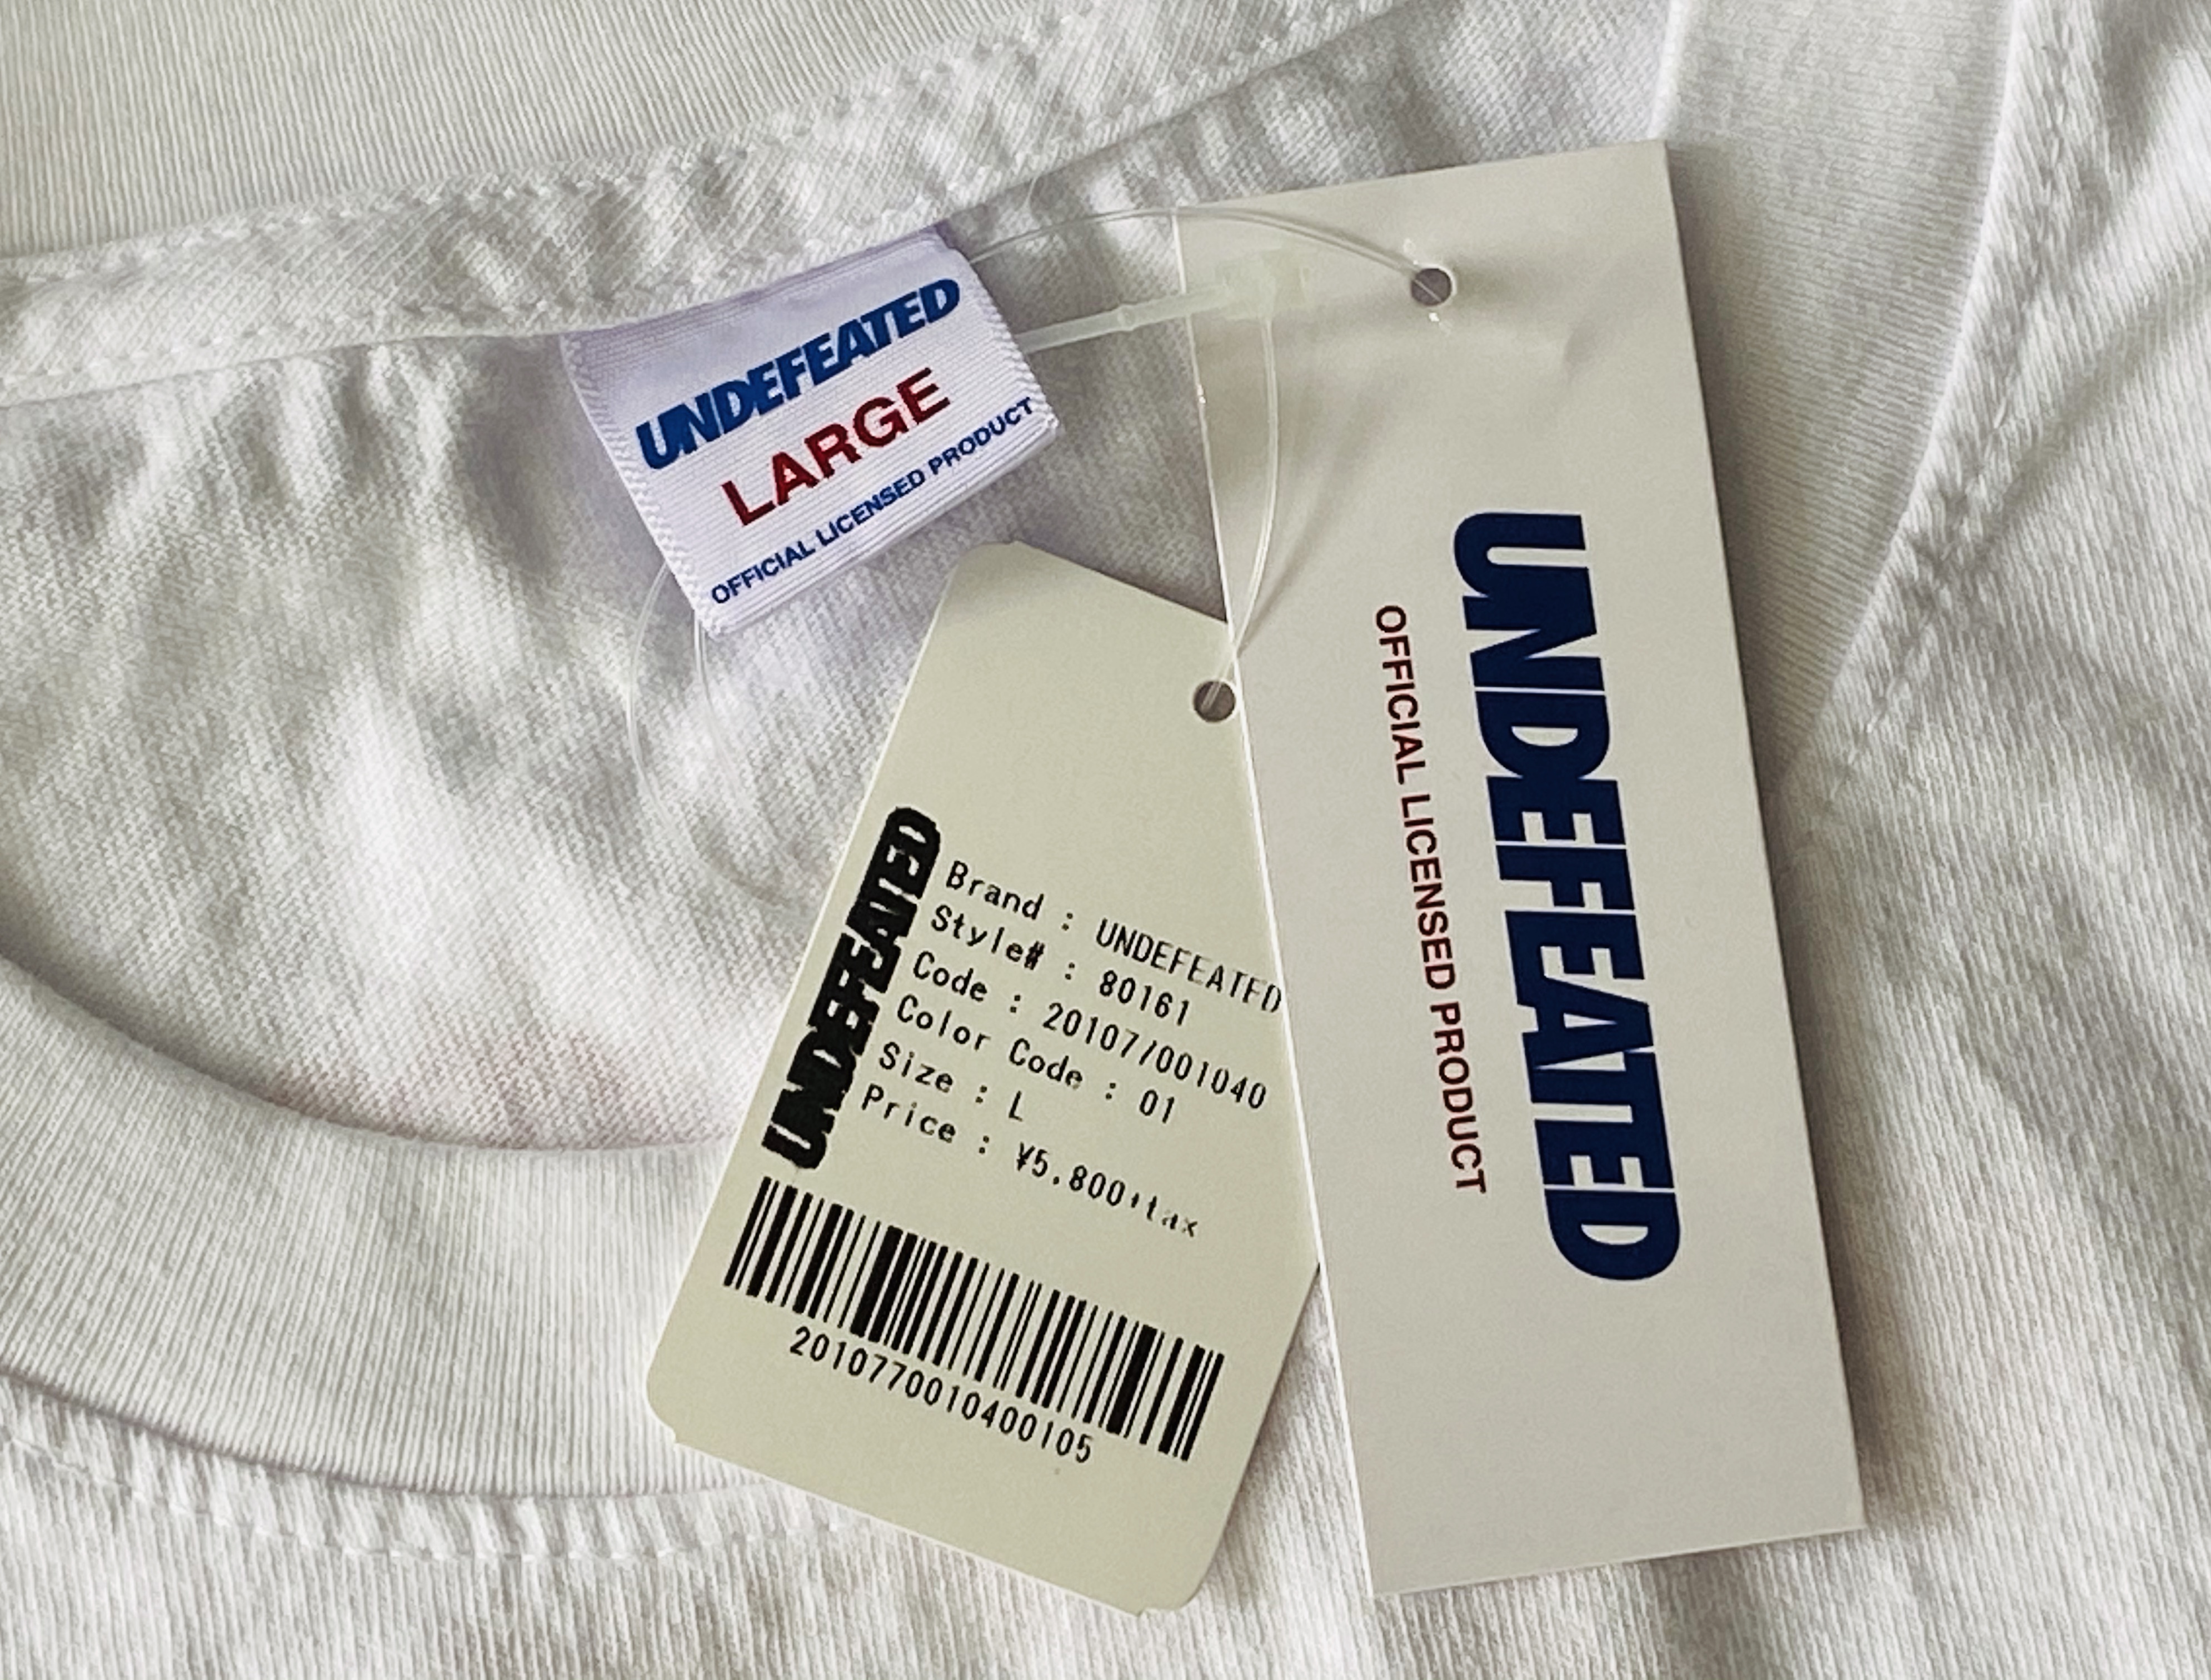 UNDEFEATED
LARGE
OFFICIAL LICENSED PRODUCT
UNDEFEATED
Brand : UNDEFEATED
Style# : 80161
Code : 20107/001040
Color Code : 01
Size : L
Price : ¥5,800+tax
2010770010400105
UNDEFEATED
OFFICIAL LICENSED PRODUCT